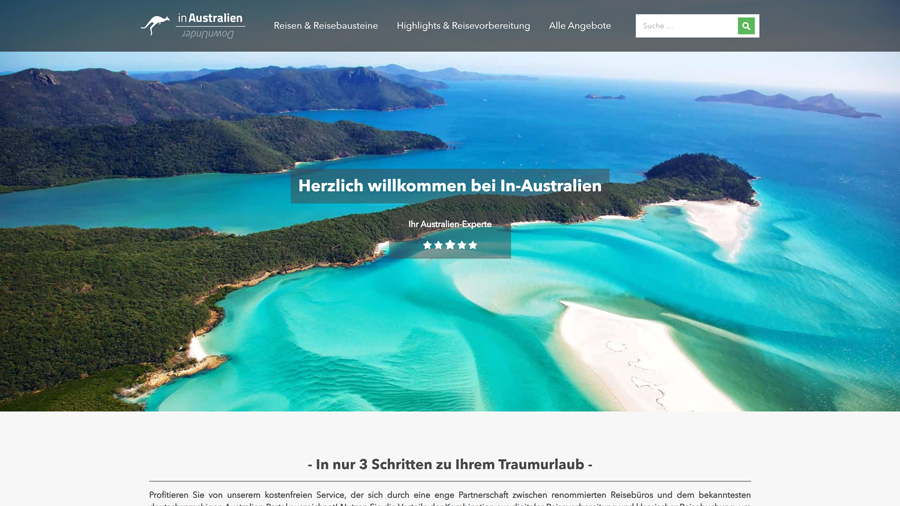 in Australien
DownUnder
Reisen & Reisebausteine
Highlights & Reisevorbereitung
Alle Angebote
Suche ...
Herzlich willkommen bei In-Australien
Ihr Australien-Experte
- In nur 3 Schritten zu Ihrem Traumurlaub -
Profitieren Sie von unserem kostenfreien Service, der sich durch eine enge Partnerschaft zwischen renommierten Reisebüros und dem bekanntesten